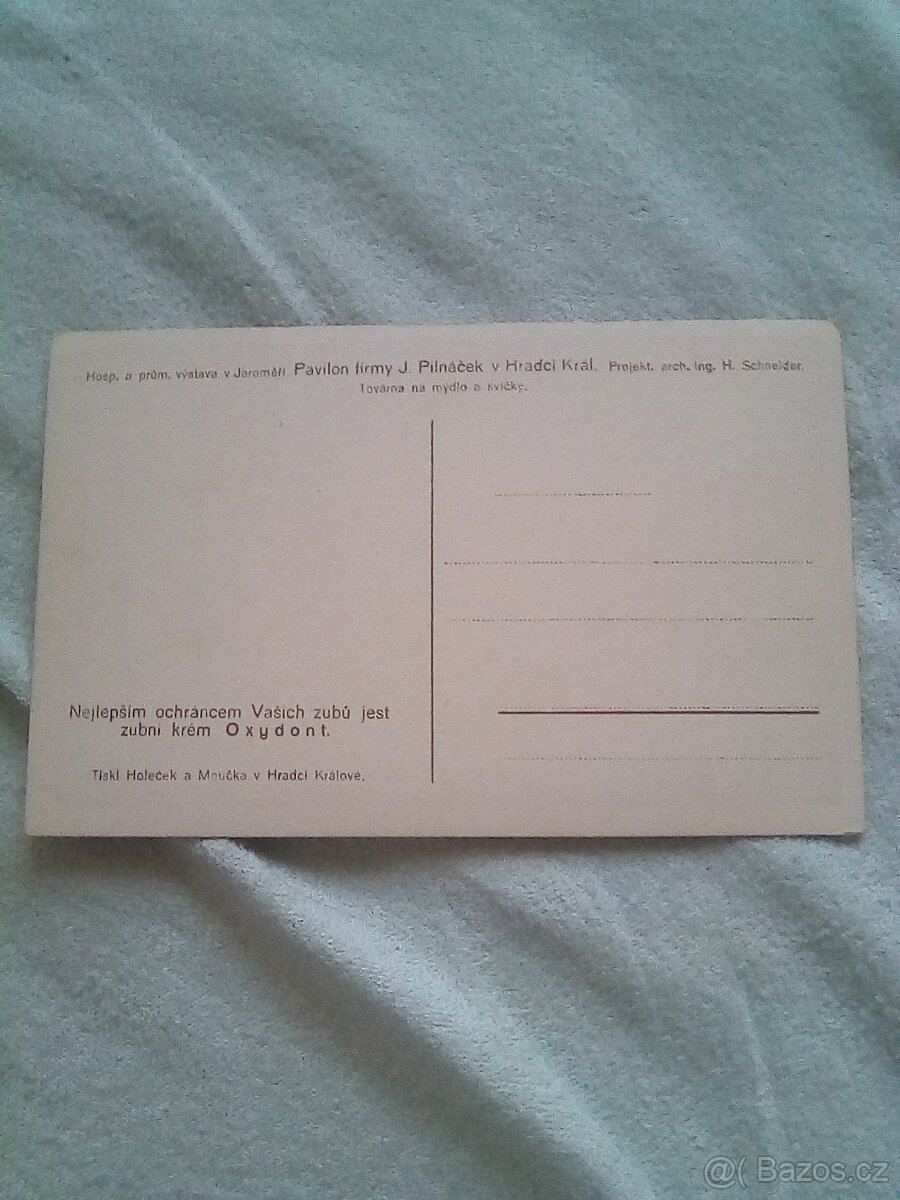 Hosp. a prům. výstava v Jaroměři. Pavilon firmy J. Pilnáček v Hradci Král. Projekt. arch. ing. H. Schneider.
Továrna na mýdlo a svíčky.
Nejlepším ochráncem Vašich zubů jest
zubní krém Oxydont.
Tiskl Holeček a Moučka v Hradci Králové.
@( Bazos.cz